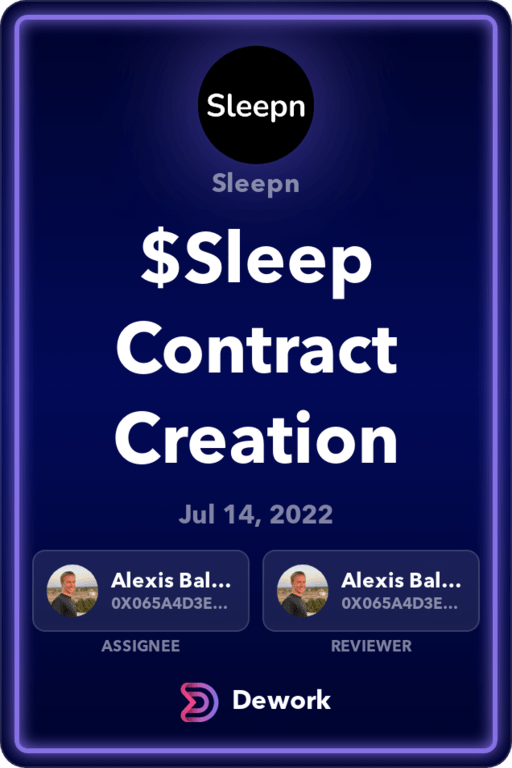 Sleepn
Sleepn
$Sleep
Contract
Creation
Jul 14, 2022
Alexis Bal...
0X065A4D3E...
ASSIGNEE
Alexis Bal...
0X065A4D3E...
REVIEWER
Dework